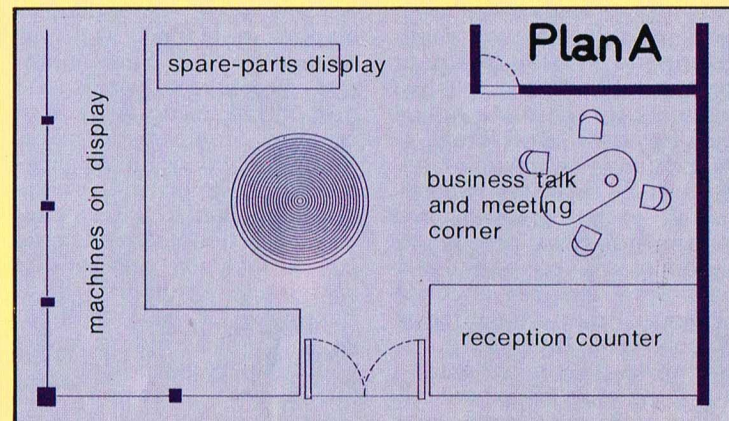 Plan A
spare-parts display
machines on display
business talk
and meeting
corner
reception counter